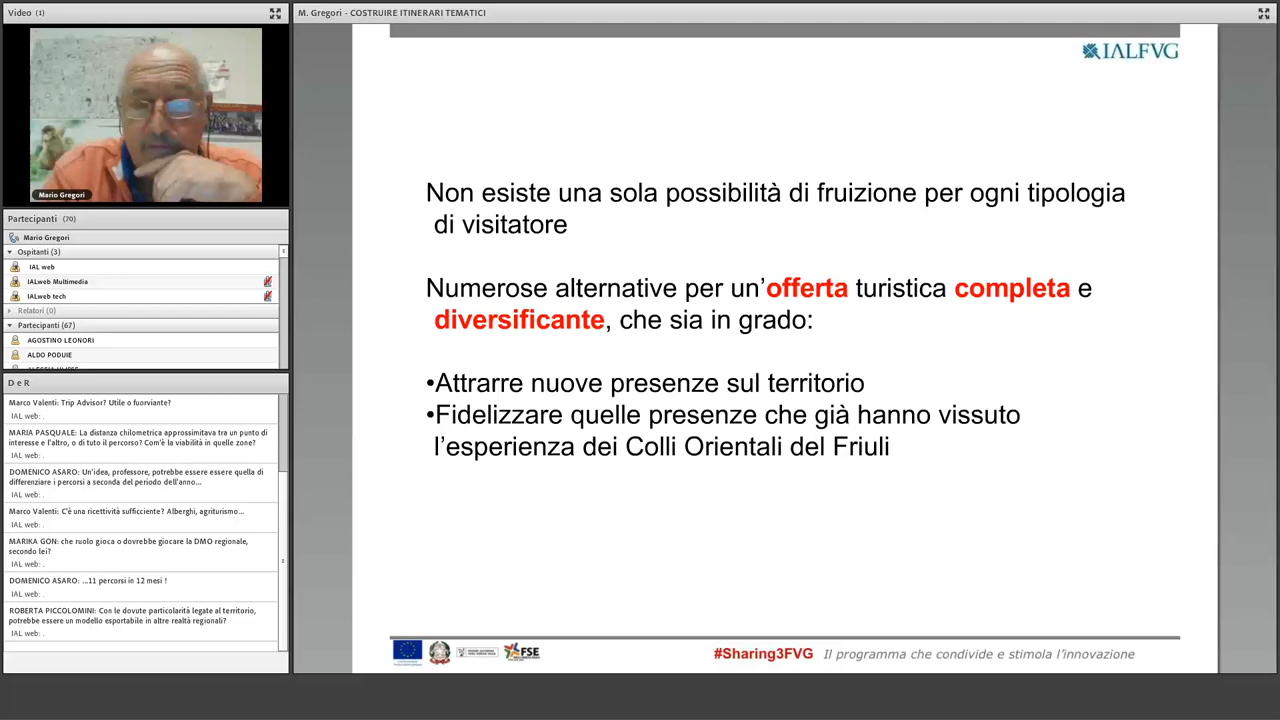 Video (1)
M. Gregori - COSTRUIRE ITINERARI TEMATICI
Mario Gregori
Partecipanti (70)
Mario Gregori
Ospitanti (3)
IAL web
IALweb Multimedia
IALweb tech
Relatori (0)
Partecipanti (67)
AGOSTINO LEONORI
ALDO PODUIE
D e R
Marco Valenti: Trip Advisor? Utile o fuorviante?
IAL web: .
MARIA PASQUALE: La distanza chilometrica approssimitava tra un punto di
interesse e l'altro, o di tuto il percorso? Com'è la viabilità in quelle zone?
IAL web: .
DOMENICO ASARO: Un'idea, professore, potrebbe essere essere quella di
differenziare i percorsi a seconda del periodo dell'anno...
IAL web: .
Marco Valenti: C'è una ricettività sufficciente? Alberghi, agriturismo...
IAL web: .
MARIKA GON: che ruolo gioca o dovrebbe giocare la DMO regionale,
secondo lei?
IAL web: .
DOMENICO ASARO: ...11 percorsi in 12 mesi !
IAL web: .
ROBERTA PICCOLOMINI: Con le dovute particolarità legate al territorio,
potrebbe essere un modello esportabile in altre realtà regionali?
IAL web: .
IALFVG
Non esiste una sola possibilità di fruizione per ogni tipologia
di visitatore
Numerose alternative per un'offerta turistica completa e
diversificante, che sia in grado:
•Attrarre nuove presenze sul territorio
•Fidelizzare quelle presenze che già hanno vissuto
l'esperienza dei Colli Orientali del Friuli
FSE
#Sharing3FVG Il programma che condivide e stimola l'innovazione